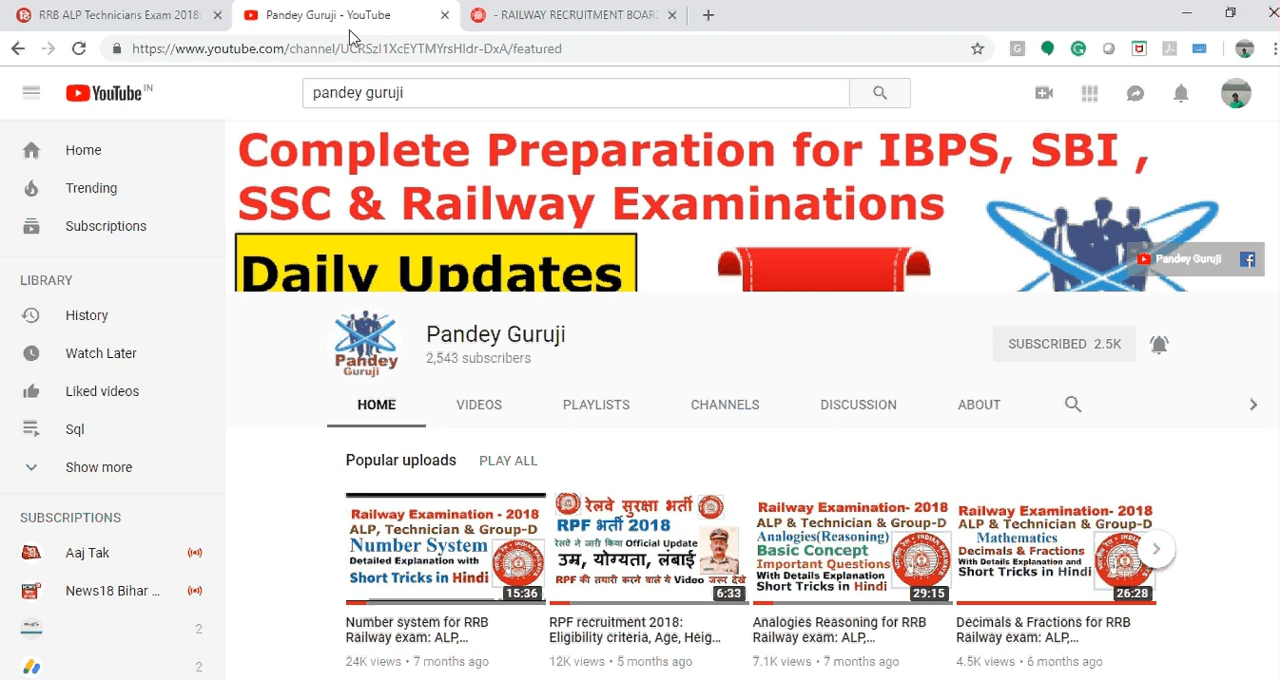 RRB ALP Technicians Exam 2018:
Pandey Guruji - YouTube
- RAILWAY RECRUITMENT BOAR
https://www.youtube.com/channel/UCRSzI1XcEYTMYrsHldr-DxA/featured
YouTube IN
pandey guruji
Home
Trending
Subscriptions
LIBRARY
History
Watch Later
Liked videos
Sql
Show more
SUBSCRIPTIONS
Aaj Tak
News18 Bihar ...
2
2
Complete Preparation for IBPS, SBI ,
SSC & Railway Examinations
Daily Updates
Pandey Guruji
Pandey
Guruji
Pandey Guruji
2,543 subscribers
SUBSCRIBED 2.5K
HOME
VIDEOS
PLAYLISTS
CHANNELS
DISCUSSION
ABOUT
Popular uploads
PLAY ALL
Railway Examination - 2018
ALP, Technician & Group-D
Number System
Detailed Explanation with
Short Tricks in Hindi
15:36
Number system for RRB
Railway exam: ALP,...
24K views • 7 months ago
रेलवे सुरक्षा भर्ती
RPF भर्ती 2018
रेलवे ने जारी किया Official Update
उम्र, योग्यता, लंबाई
RPF की तयारी करने वाले ये Video जरूर देखे
6:33
RPF recruitment 2018:
Eligibility criteria, Age, Heig...
12K views • 5 months ago
Railway Examination- 2018
ALP & Technician & Group-D
Analogies(Reasoning)
Basic Concept
Important Questions
With Details Explanation
Short Tricks in Hindi
29:15
Analogies Reasoning for RRB
Railway exam: ALP,...
7.1K views • 7 months ago
Railway Examination- 2018
ALP & Technician & Group-D
Mathematics
Decimals & Fractions
With Details Explanation and
Short Tricks in Hindi
26:28
Decimals & Fractions for RRB
Railway exam: ALP,...
4.5K views • 6 months ago